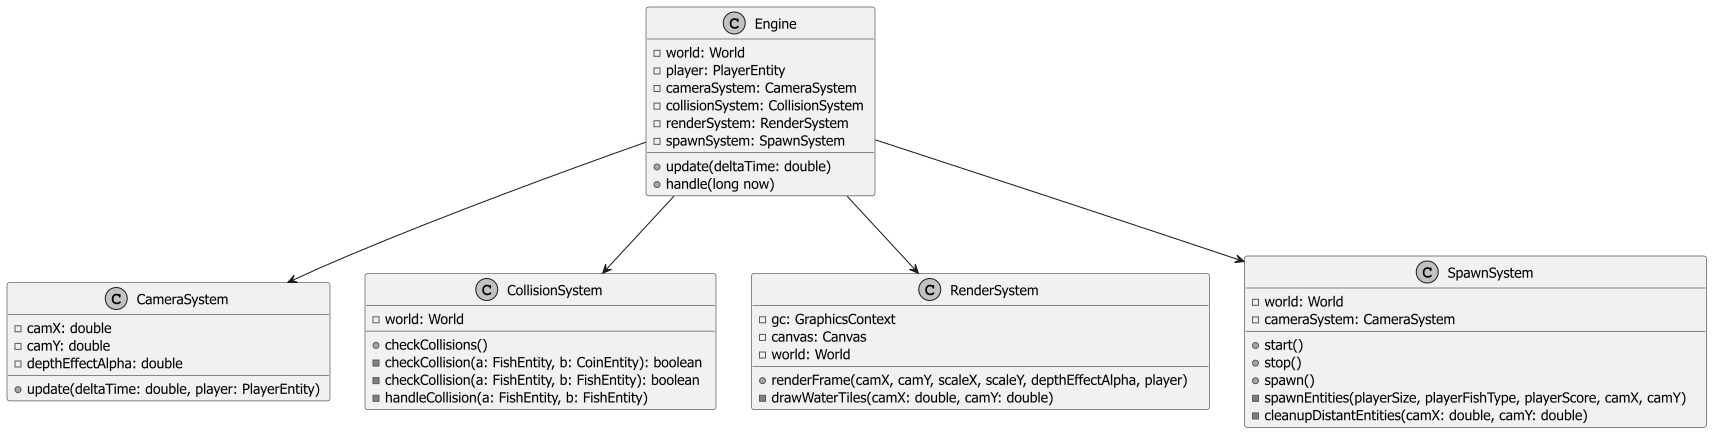 C Engine
world: World
player: PlayerEntity
cameraSystem: CameraSystem
collisionSystem: CollisionSystem
renderSystem: RenderSystem
spawnSystem: SpawnSystem
update(deltaTime: double)
handle(long now)
C CameraSystem
camX: double
camY: double
depthEffectAlpha: double
update(deltaTime: double, player: PlayerEntity)
C CollisionSystem
world: World
checkCollisions()
checkCollision(a: FishEntity, b: CoinEntity): boolean
checkCollision(a: FishEntity, b: FishEntity): boolean
handleCollision(a: FishEntity, b: FishEntity)
C RenderSystem
gc: GraphicsContext
canvas: Canvas
world: World
renderFrame(camX, camY, scaleX, scaleY, depthEffectAlpha, player)
drawWaterTiles(camX: double, camY: double)
C SpawnSystem
world: World
cameraSystem: CameraSystem
start()
stop()
spawn()
spawnEntities(playerSize, playerFishType, playerScore, camX, camY)
cleanupDistantEntities(camX: double, camY: double)